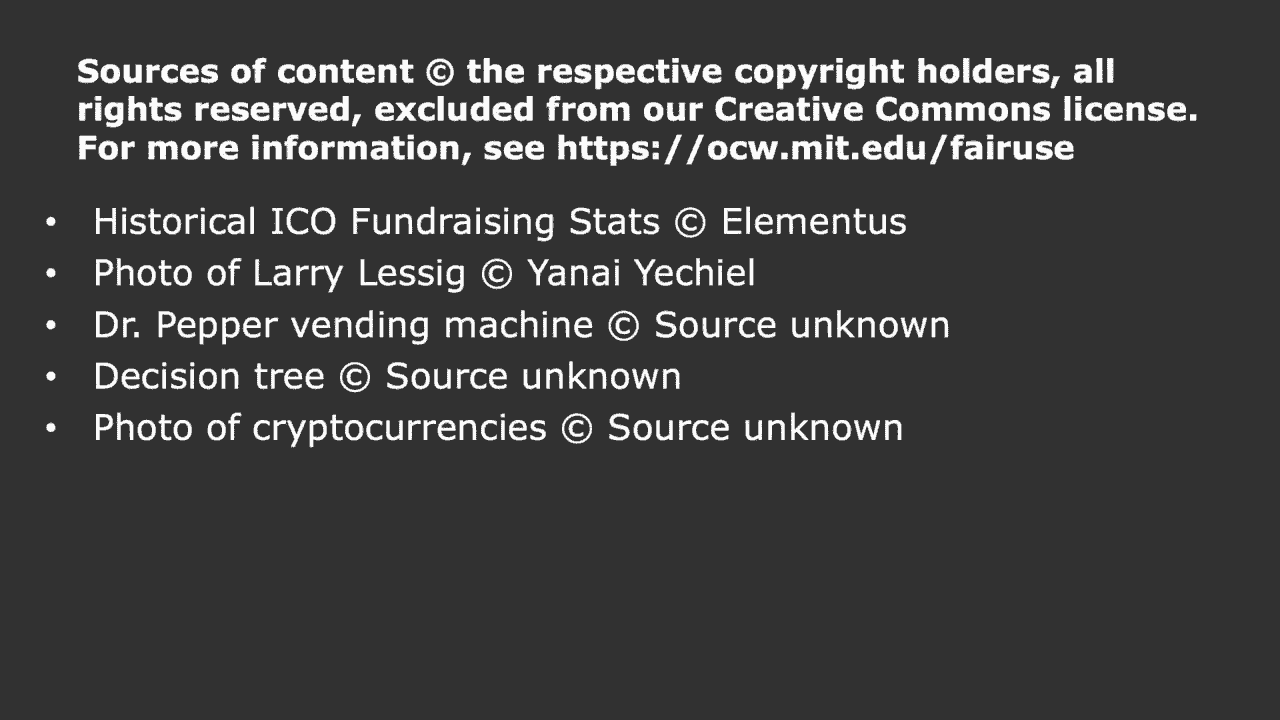 Sources of content © the respective copyright holders, all
rights reserved, excluded from our Creative Commons license.
For more information, see https://ocw.mit.edu/fairuse
• Historical ICO Fundraising Stats © Elementus
• Photo of Larry Lessig © Yanai Yechiel
• Dr. Pepper vending machine © Source unknown
• Decision tree © Source unknown
• Photo of cryptocurrencies © Source unknown